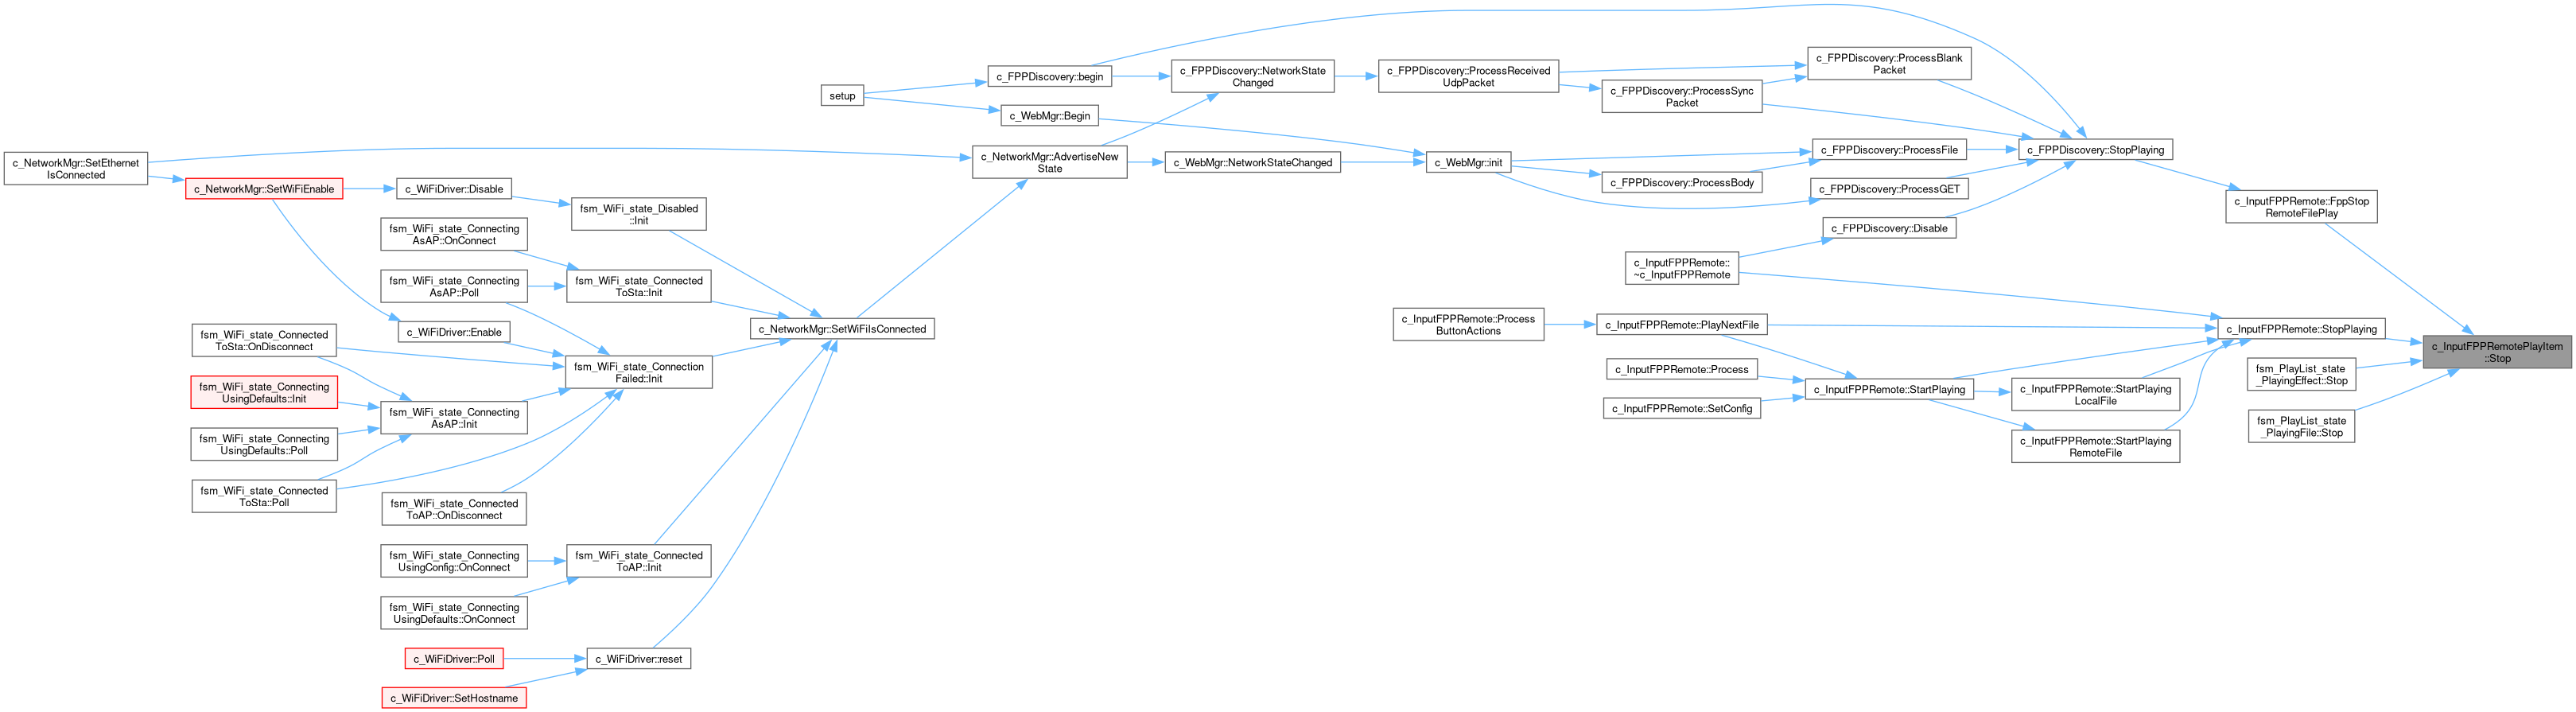 c_InputFPPRemotePlayItem
::Stop
c_InputFPPRemote::FppStop
RemoteFilePlay
c_FPPDiscovery::StopPlaying
c_FPPDiscovery::begin
setup
c_FPPDiscovery::ProcessBlank
Packet
c_FPPDiscovery::ProcessReceived
UdpPacket
c_FPPDiscovery::NetworkState
Changed
c_NetworkMgr::AdvertiseNew
State
c_NetworkMgr::SetEthernet
IsConnected
c_NetworkMgr::SetWiFiEnable
c_NetworkMgr::SetWiFiIsConnected
fsm_WiFi_state_Disabled
::Init
c_WiFiDriver::Disable
fsm_WiFi_state_Connected
ToSta::Init
fsm_WiFi_state_Connecting
AsAP::OnConnect
fsm_WiFi_state_Connecting
AsAP::Poll
fsm_WiFi_state_Connection
Failed::Init
c_WiFiDriver::Enable
fsm_WiFi_state_Connected
ToSta::OnDisconnect
fsm_WiFi_state_Connecting
AsAP::Init
fsm_WiFi_state_Connecting
UsingDefaults::Init
fsm_WiFi_state_Connecting
UsingDefaults::Poll
fsm_WiFi_state_Connected
ToSta::Poll
fsm_WiFi_state_Connected
ToAP::OnDisconnect
fsm_WiFi_state_Connected
ToAP::Init
fsm_WiFi_state_Connecting
UsingConfig::OnConnect
fsm_WiFi_state_Connecting
UsingDefaults::OnConnect
c_WiFiDriver::reset
c_WiFiDriver::Poll
c_WiFiDriver::SetHostname
c_FPPDiscovery::ProcessSync
Packet
c_FPPDiscovery::ProcessFile
c_FPPDiscovery::ProcessBody
c_WebMgr::init
c_WebMgr::Begin
c_WebMgr::NetworkStateChanged
c_FPPDiscovery::ProcessGET
c_FPPDiscovery::Disable
c_InputFPPRemote::
~c_InputFPPRemote
c_InputFPPRemote::StopPlaying
c_InputFPPRemote::PlayNextFile
c_InputFPPRemote::Process
ButtonActions
c_InputFPPRemote::StartPlaying
c_InputFPPRemote::Process
c_InputFPPRemote::SetConfig
c_InputFPPRemote::StartPlaying
LocalFile
c_InputFPPRemote::StartPlaying
RemoteFile
fsm_PlayList_state
_PlayingEffect::Stop
fsm_PlayList_state
_PlayingFile::Stop